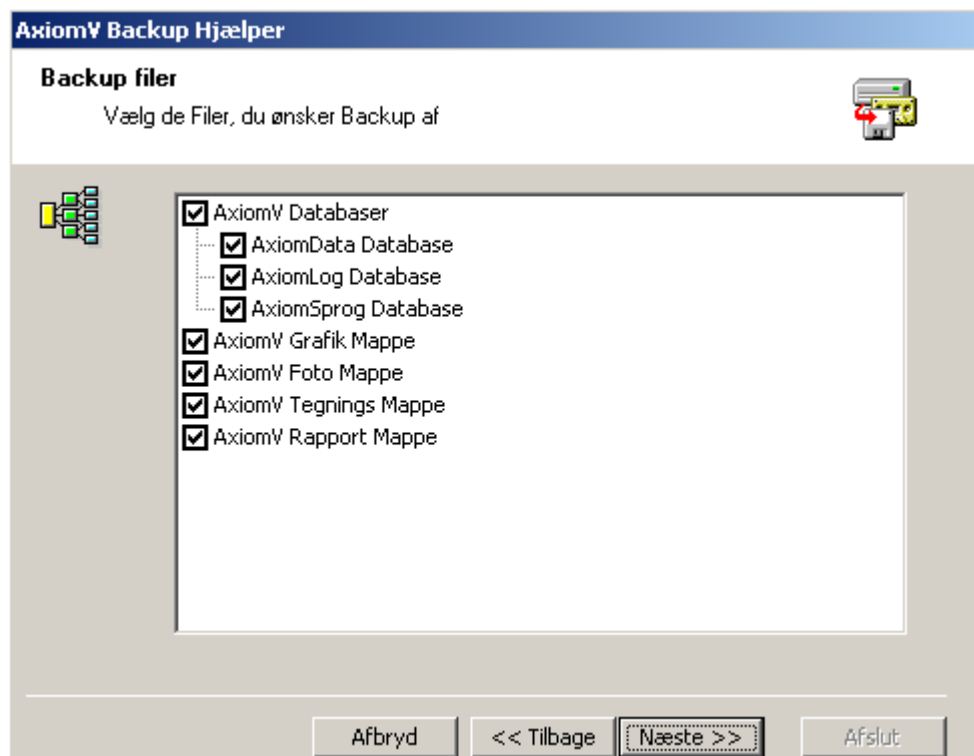 AxiomV Backup Hjælper
Backup filer
Vælg de Filer, du ønsker Backup af
AxiomV Databaser
AxiomData Database
AxiomLog Database
AxiomSprog Database
AxiomV Grafik Mappe
AxiomV Foto Mappe
AxiomV Tegnings Mappe
AxiomV Rapport Mappe
Afbryd
<< Tilbage
Næste >>
Afslut